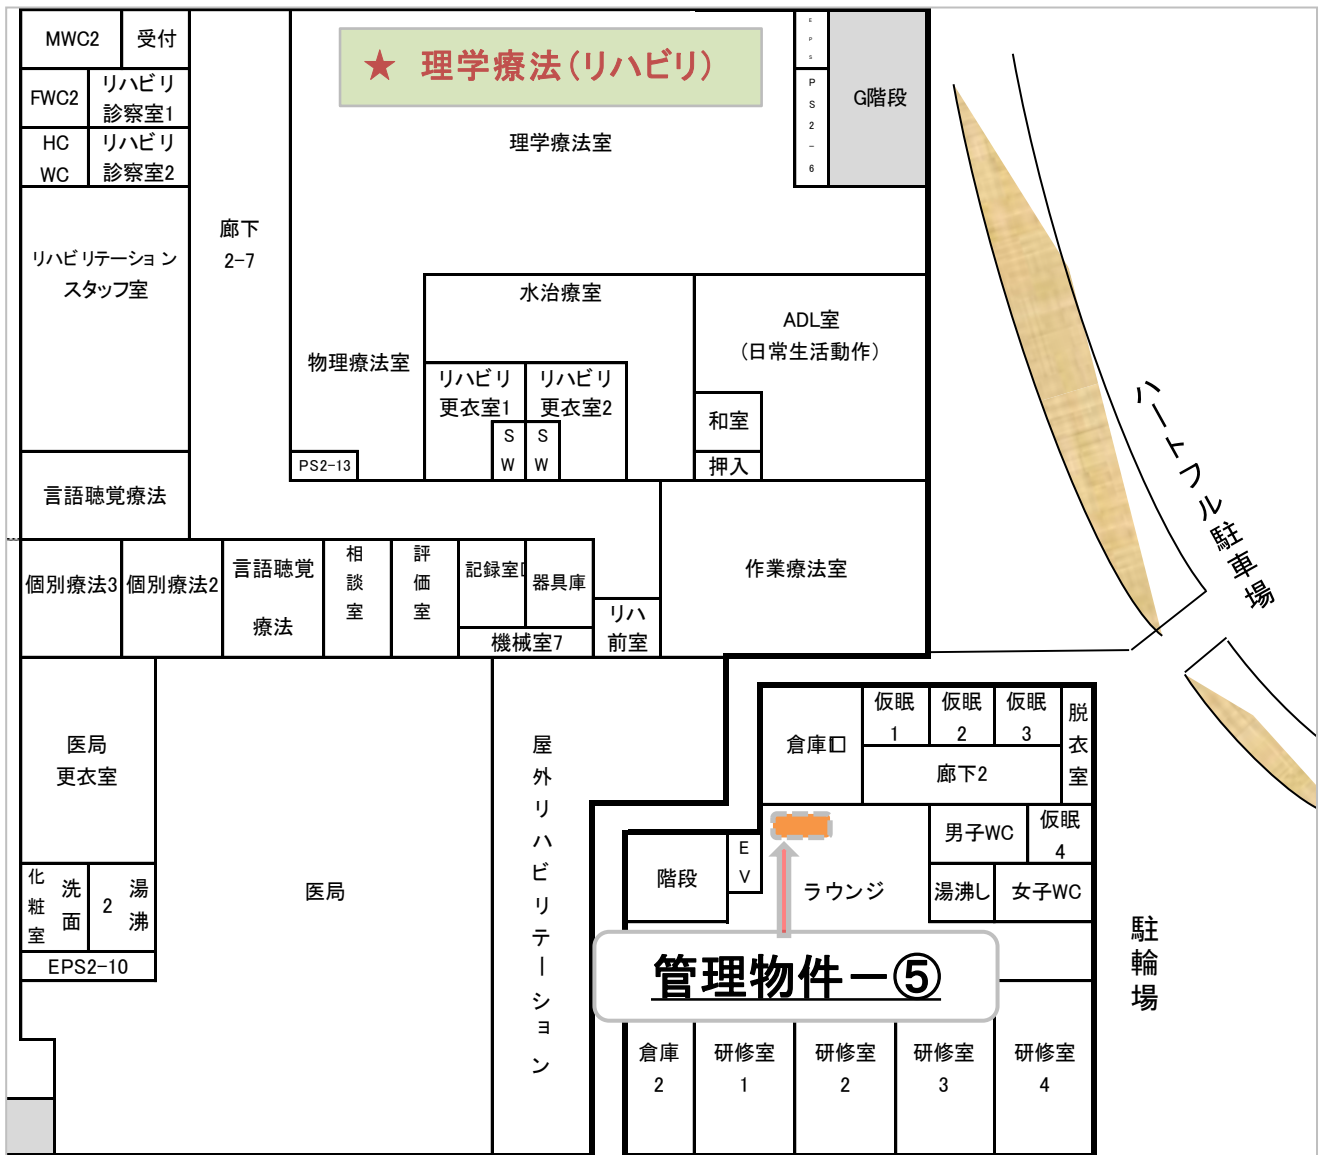 MWC2
受付
★ 理学療法(リハビリ)
E
P
S
P
S
2
-
6
G階段
FWC2
リハビリ
診察室1
HC
WC
リハビリ
診察室2
理学療法室
廊下
2-7
リハビリテーション
スタッフ室
水治療室
ADL室
(日常生活動作)
物理療法室
リハビリ
更衣室1
リハビリ
更衣室2
S
W
S
W
和室
押入
PS2-13
言語聴覚療法
ハートフル駐車場
個別療法3
個別療法2
言語聴覚
療法
相
談
室
評
価
室
記録室
器具庫
機械室7
リハ
前室
作業療法室
医局
更衣室
屋外リハビリテーション
倉庫
仮眠
1
仮眠
2
仮眠
3
脱
衣
室
廊下2
男子WC
仮眠
4
階段
E
V
ラウンジ
湯沸し
女子WC
化
粧
室
洗
面
2
湯
沸
医局
EPS2-10
駐
輪
場
管理物件ー⑤
倉庫
2
研修室
1
研修室
2
研修室
3
研修室
4